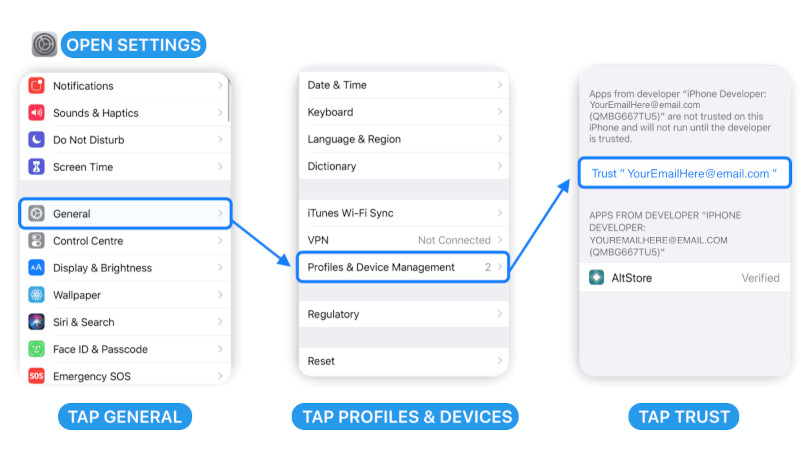 OPEN SETTINGS
Notifications
Sounds & Haptics
Do Not Disturb
Screen Time
General
Control Centre
AA Display & Brightness
Wallpaper
Siri & Search
Face ID & Passcode
SOS Emergency SOS
TAP GENERAL
Date & Time
Keyboard
Language & Region
Dictionary
iTunes Wi-Fi Sync
VPN Not Connected
Profiles & Device Management 2
Regulatory
Reset
TAP PROFILES & DEVICES
Apps from developer “iPhone Developer:
YourEmailHere@email.com
(QMBG667TU5)” are not trusted on this
iPhone and will not run until the developer
is trusted.
Trust " YourEmailHere@email.com "
APPS FROM DEVELOPER “IPHONE
DEVELOPER:
YOUREMAILHERE@EMAIL.COM
(QMBG667TU5)”
AltStore Verified
TAP TRUST